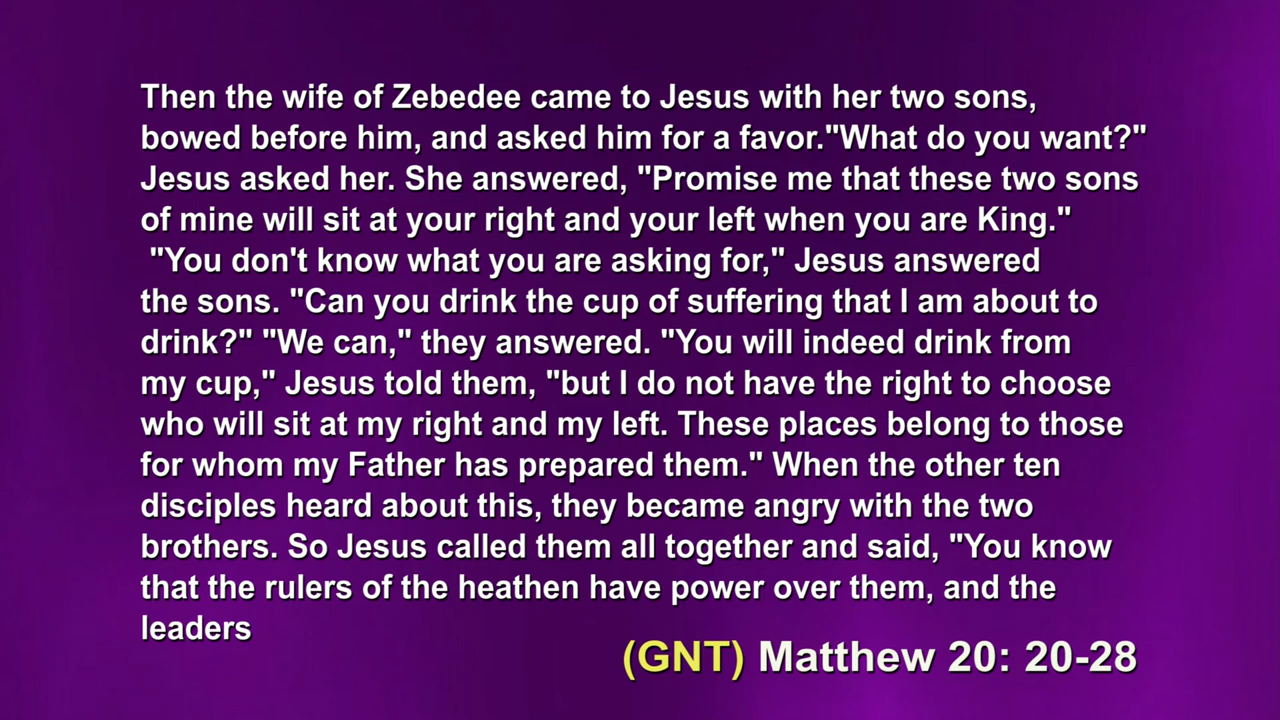 Then the wife of Zebedee came to Jesus with her two sons,
bowed before him, and asked him for a favor."What do you want?"
Jesus asked her. She answered, "Promise me that these two sons
of mine will sit at your right and your left when you are King."
"You don't know what you are asking for," Jesus answered
the sons. "Can you drink the cup of suffering that I am about to
drink?" "We can," they answered. "You will indeed drink from
my cup," Jesus told them, "but I do not have the right to choose
who will sit at my right and my left. These places belong to those
for whom my Father has prepared them." When the other ten
disciples heard about this, they became angry with the two
brothers. So Jesus called them all together and said, "You know
that the rulers of the heathen have power over them, and the
leaders
(GNT) Matthew 20: 20-28